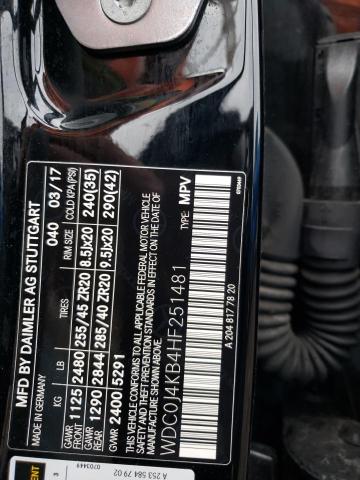 MFD BY DAIMLER AG STUTTGART
MADE IN GERMANY 040 03/17
KG LB TIRES RIM SIZE COLD KPA(PSI)
GAWR FRONT 1125 2480 255/45 ZR20 8.5Jx20 240(35)
GAWR REAR 1290 2844 285/40 ZR20 9.5Jx20 290(42)
GVWR 2400 5291
THIS VEHICLE CONFORMS TO
ALL APPLICABLE FEDERAL MOTOR VEHICLE
SAFETY, BUMPER, AND THEFT PREVENTION
STANDARDS IN EFFECT ON THE DATE OF
MANUFACTURE SHOWN ABOVE.
TYPE: MPV
WDC0J4KB4HF251481
A 204 817 78 20
0703449
A 253 584 79 02